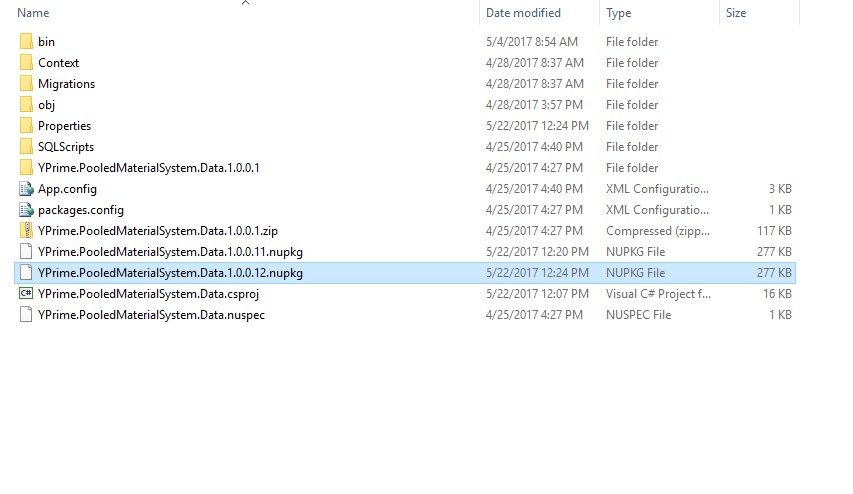 Name Date modified Type Size
bin 5/4/2017 8:54 AM File folder
Context 4/28/2017 8:37 AM File folder
Migrations 4/28/2017 8:37 AM File folder
obj 4/28/2017 3:57 PM File folder
Properties 5/22/2017 12:24 PM File folder
SQLScripts 4/25/2017 4:40 PM File folder
YPrime.PooledMaterialSystem.Data.1.0.0.1 4/25/2017 4:27 PM File folder
App.config 4/25/2017 4:40 PM XML Configuratio... 3 KB
packages.config 4/25/2017 4:27 PM XML Configuratio... 1 KB
YPrime.PooledMaterialSystem.Data.1.0.0.1.zip 4/25/2017 4:27 PM Compressed (zipp... 117 KB
YPrime.PooledMaterialSystem.Data.1.0.0.11.nupkg 5/22/2017 12:20 PM NUPKG File 277 KB
YPrime.PooledMaterialSystem.Data.1.0.0.12.nupkg 5/22/2017 12:24 PM NUPKG File 277 KB
C# YPrime.PooledMaterialSystem.Data.csproj 5/22/2017 12:07 PM Visual C# Project f... 16 KB
YPrime.PooledMaterialSystem.Data.nuspec 4/25/2017 4:27 PM NUSPEC File 1 KB